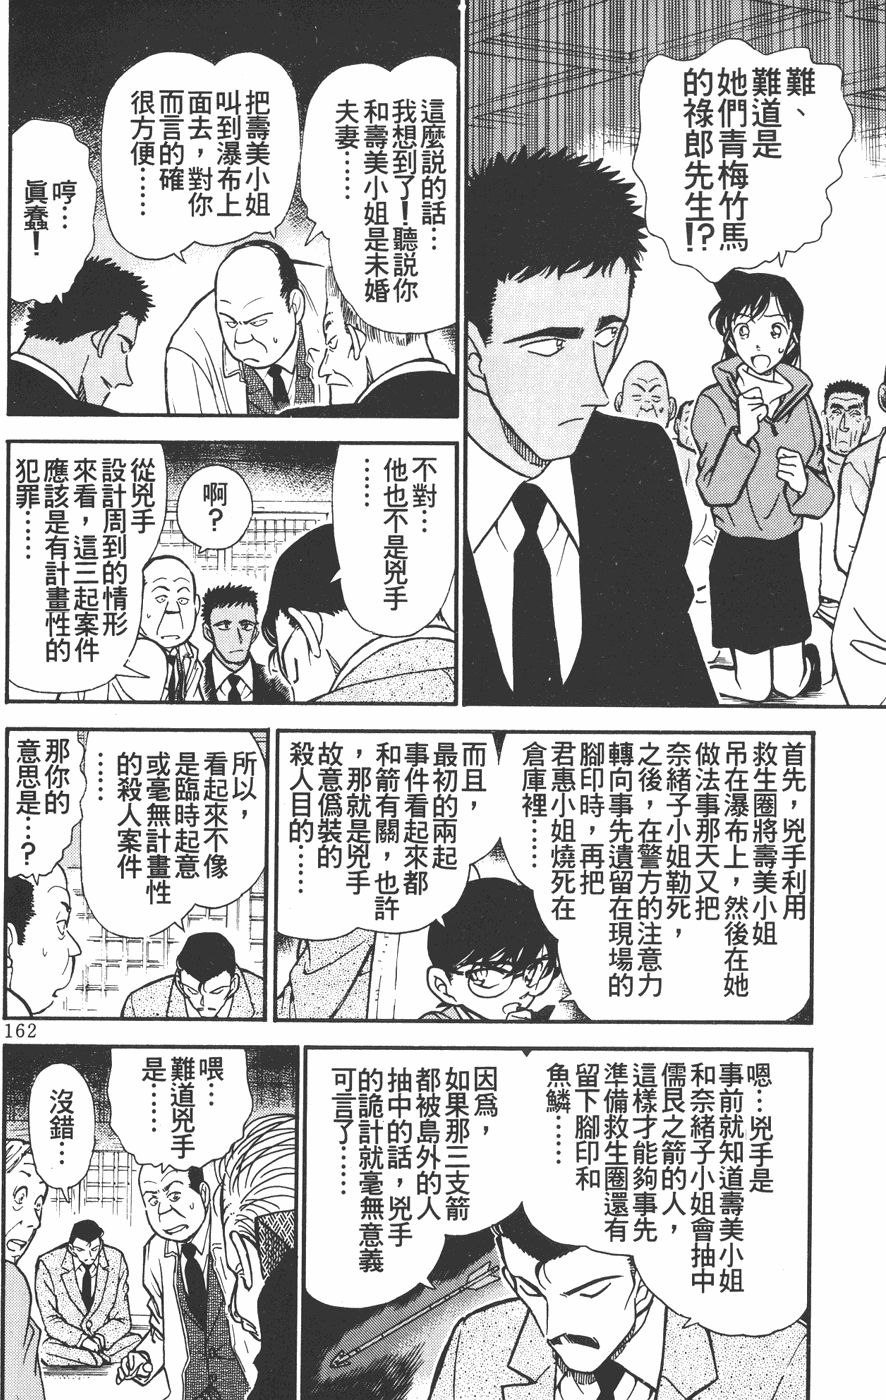 難、
難道是
她們青梅竹馬
的祿郎先生!?
這麼説的話…
我想到了!聽説你
和壽美小姐是未婚
夫妻……
把壽美小姐
叫到瀑布上
面去，對你
而言的確
很方便……
哼…
眞蠢!
不對…
他也不是兇手
……
啊?
從兇手
設計周到的情形
來看，這三起案件
應該是有計畫性的
犯罪……
首先，兇手利用
救生圈將壽美小姐
吊在瀑布上，然後在她
做法事那天又把
奈緒子小姐勒死，
之後，在警方的注意力
轉向事先遺留在現場的
腳印時，再把
君惠小姐燒死在
倉庫裡……
而且，
最初的兩起
事件看起來都
和箭有關，也許
，那就是兇手
故意僞裝的
殺人目的……
所以，
看起來不像
是臨時起意
或毫無計畫性
的殺人案件
……
那你的
意思是…?
162
嗯…兇手是
事前就知道壽美小姐
和奈緒子小姐會抽中
儒艮之箭的人，
這樣才能夠事先
準備救生圈還有
留下腳印和
魚鱗……
因爲，
如果那三支箭
都被島外的人
抽中的話，兇手
的詭計就毫無意義
可言了……
喂…
難道兇手
是……
沒錯…